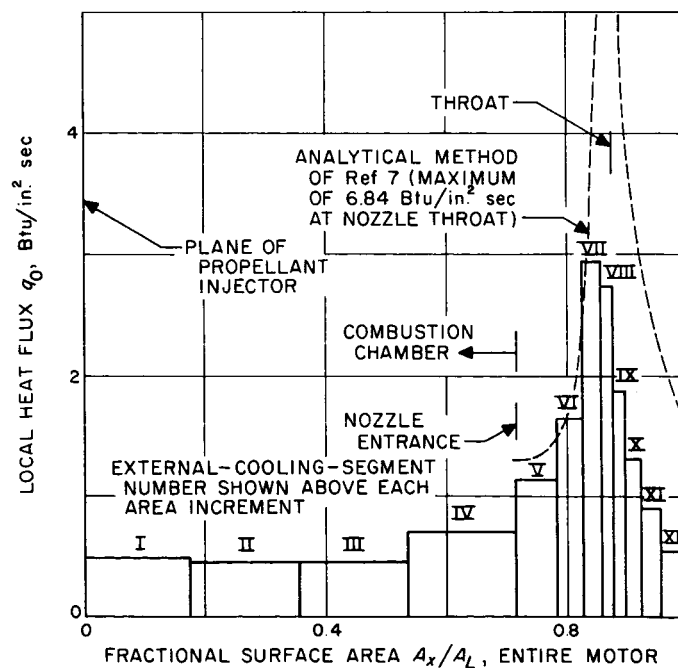 THROAT
4
ANALYTICAL METHOD
OF Ref 7 (MAXIMUM
OF 6.84 Btu/in.² sec
AT NOZZLE THROAT)
PLANE OF
PROPELLANT
INJECTOR
VII
VIII
COMBUSTION
CHAMBER
2
IX
VI
NOZZLE
ENTRANCE
X
EXTERNAL-COOLING-SEGMENT
NUMBER SHOWN ABOVE EACH
AREA INCREMENT
V
IV
XI
I
II
III
0
0
0.4
0.8
FRACTIONAL SURFACE AREA Aₓ/A_L, ENTIRE MOTOR
LOCAL HEAT FLUX q₀, Btu/in.² sec